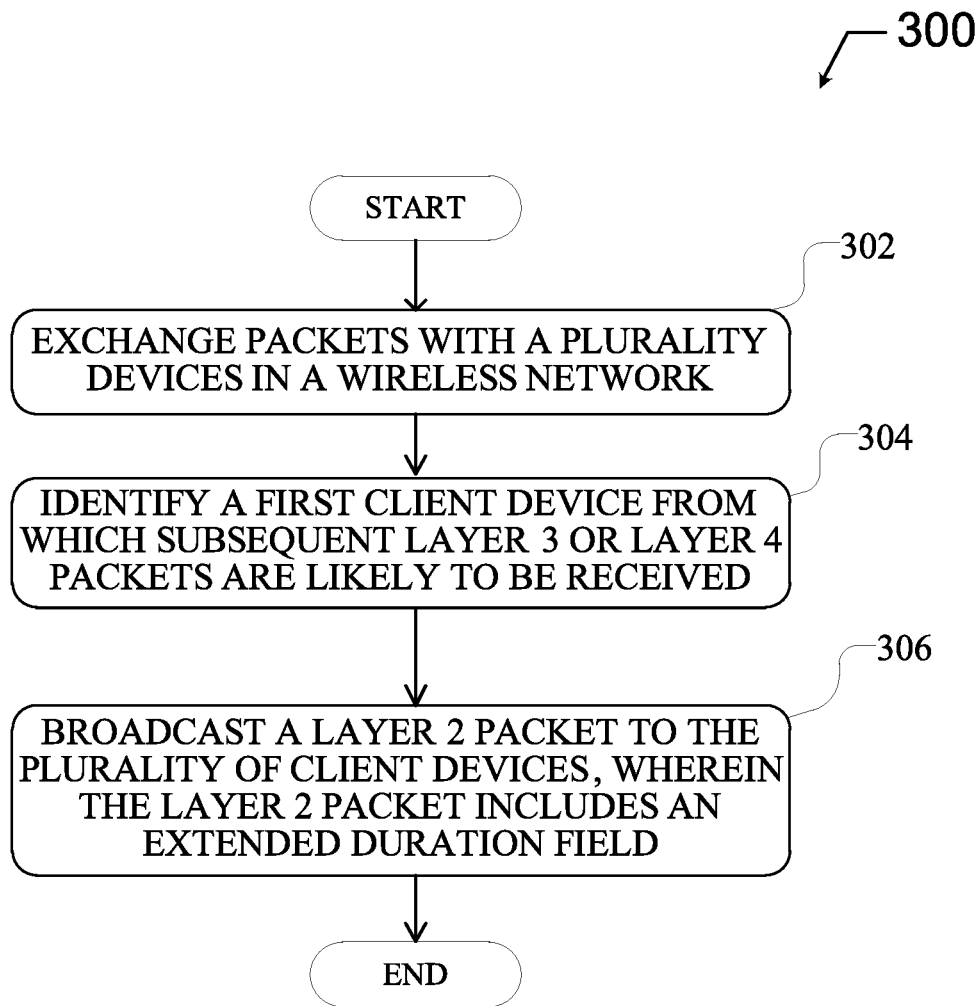 300
START
302
EXCHANGE PACKETS WITH A PLURALITY
DEVICES IN A WIRELESS NETWORK
304
IDENTIFY A FIRST CLIENT DEVICE FROM
WHICH SUBSEQUENT LAYER 3 OR LAYER 4
PACKETS ARE LIKELY TO BE RECEIVED
306
BROADCAST A LAYER 2 PACKET TO THE
PLURALITY OF CLIENT DEVICES, WHEREIN
THE LAYER 2 PACKET INCLUDES AN
EXTENDED DURATION FIELD
END